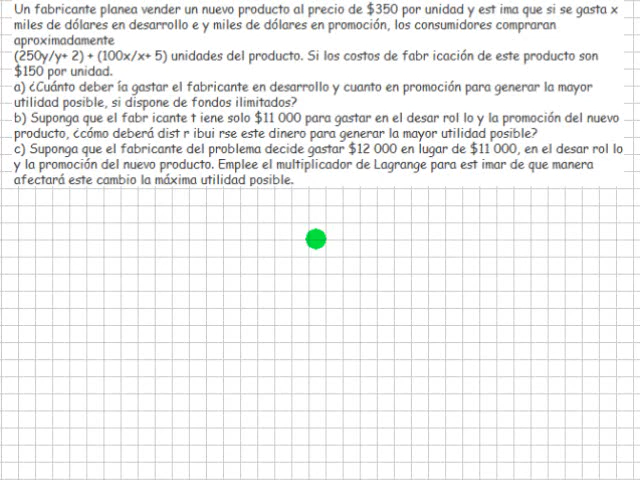 Un fabricante planea vender un nuevo producto al precio de $350 por unidad y est ima que si se gasta x
miles de dólares en desarrollo e y miles de dólares en promoción, los consumidores compraran
aproximadamente
(250y/y+ 2) + (100x/x+ 5) unidades del producto. Si los costos de fabr icación de este producto son
$150 por unidad.
a) ¿Cuánto deber ía gastar el fabricante en desarrollo y cuanto en promoción para generar la mayor
utilidad posible, si dispone de fondos ilimitados?
b) Suponga que el fabr icante t iene solo $11 000 para gastar en el desar rol lo y la promoción del nuevo
producto, ¿cómo deberá dist r ibui rse este dinero para generar la mayor utilidad posible?
c) Suponga que el fabricante del problema decide gastar $12 000 en lugar de $11 000, en el desar rol lo
y la promoción del nuevo producto. Emplee el multiplicador de Lagrange para est imar de que manera
afectará este cambio la máxima utilidad posible.